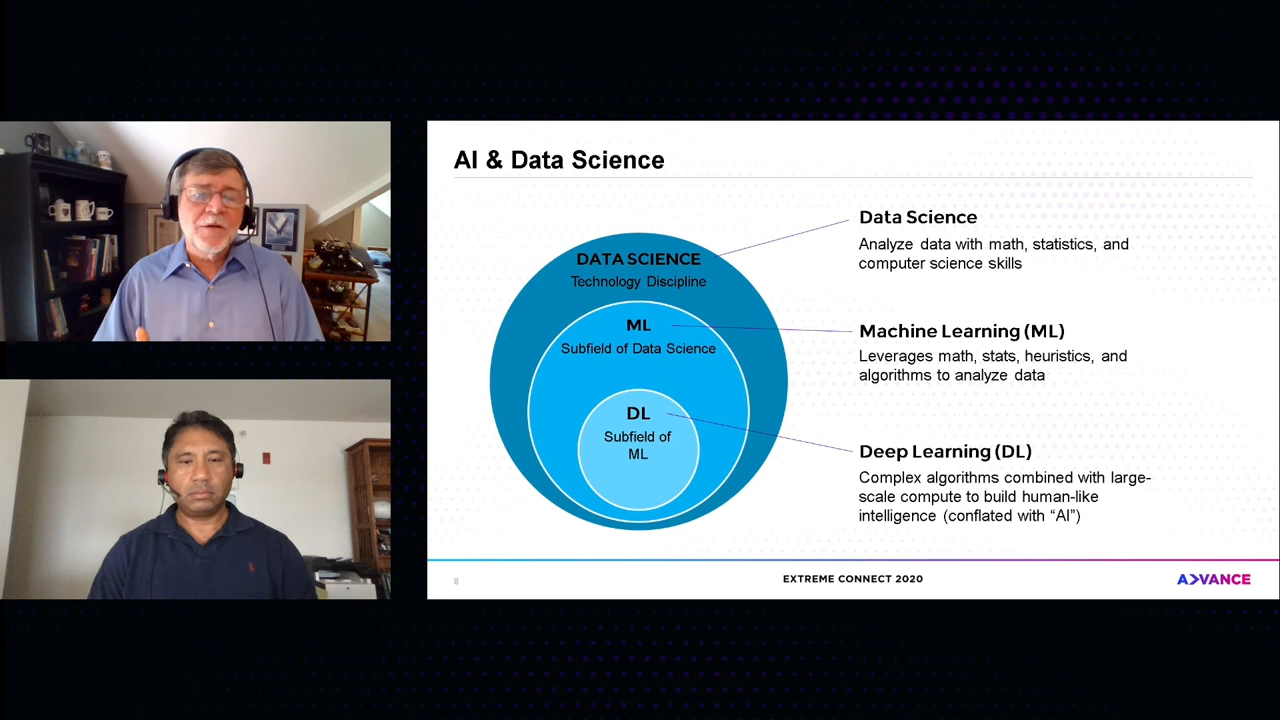 AI & Data Science
DATA SCIENCE
Technology Discipline
ML
Subfield of Data Science
DL
Subfield of
ML
Data Science
Analyze data with math, statistics, and
computer science skills
Machine Learning (ML)
Leverages math, stats, heuristics, and
algorithms to analyze data
Deep Learning (DL)
Complex algorithms combined with large-
scale compute to build human-like
intelligence (conflated with “AI”)
8
EXTREME CONNECT 2020
ADVANCE